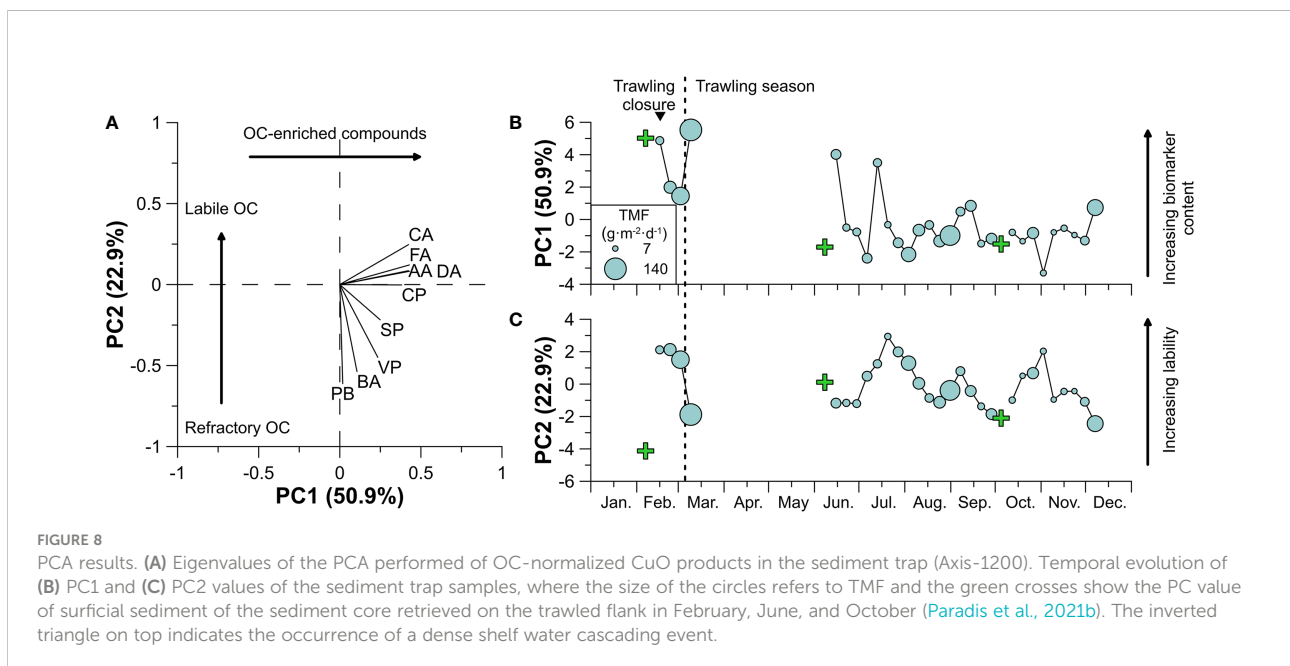 Trawling closure
Trawling season
A
1
0.5
0
-0.5
-1
PC2 (22.9%)
OC-enriched compounds
Labile OC
Refractory OC
CA
FA
AA DA
CP
SP
VP
BA
PB
-1
-0.5
0
0.5
1
PC1 (50.9%)
B
6
4
2
0
-2
-4
PC1 (50.9%)
TMF
(g·m⁻²·d⁻¹)
7
140
Increasing biomarker
content
C
4
2
0
-2
-4
-6
PC2 (22.9%)
Increasing lability
Jan. Feb. Mar. Apr. May Jun. Jul. Aug. Sep. Oct. Nov. Dec.
FIGURE 8
PCA results. (A) Eigenvalues of the PCA performed of OC-normalized CuO products in the sediment trap (Axis-1200). Temporal evolution of
(B) PC1 and (C) PC2 values of the sediment trap samples, where the size of the circles refers to TMF and the green crosses show the PC value
of surficial sediment of the sediment core retrieved on the trawled flank in February, June, and October (Paradis et al., 2021b). The inverted
triangle on top indicates the occurrence of a dense shelf water cascading event.